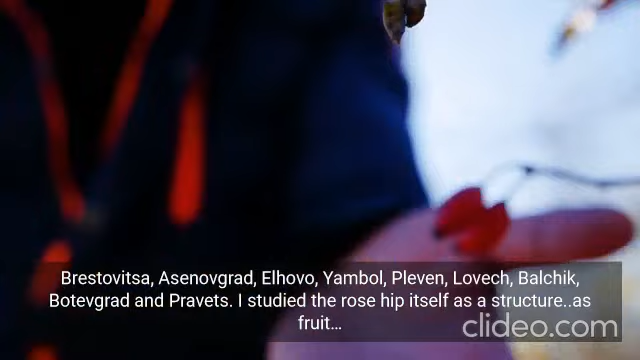 Brestovitsa, Asenovgrad, Elhovo, Yambol, Pleven, Lovech, Balchik,
Botevgrad and Pravets. I studied the rose hip itself as a structure..as
fruit...
clideo.com